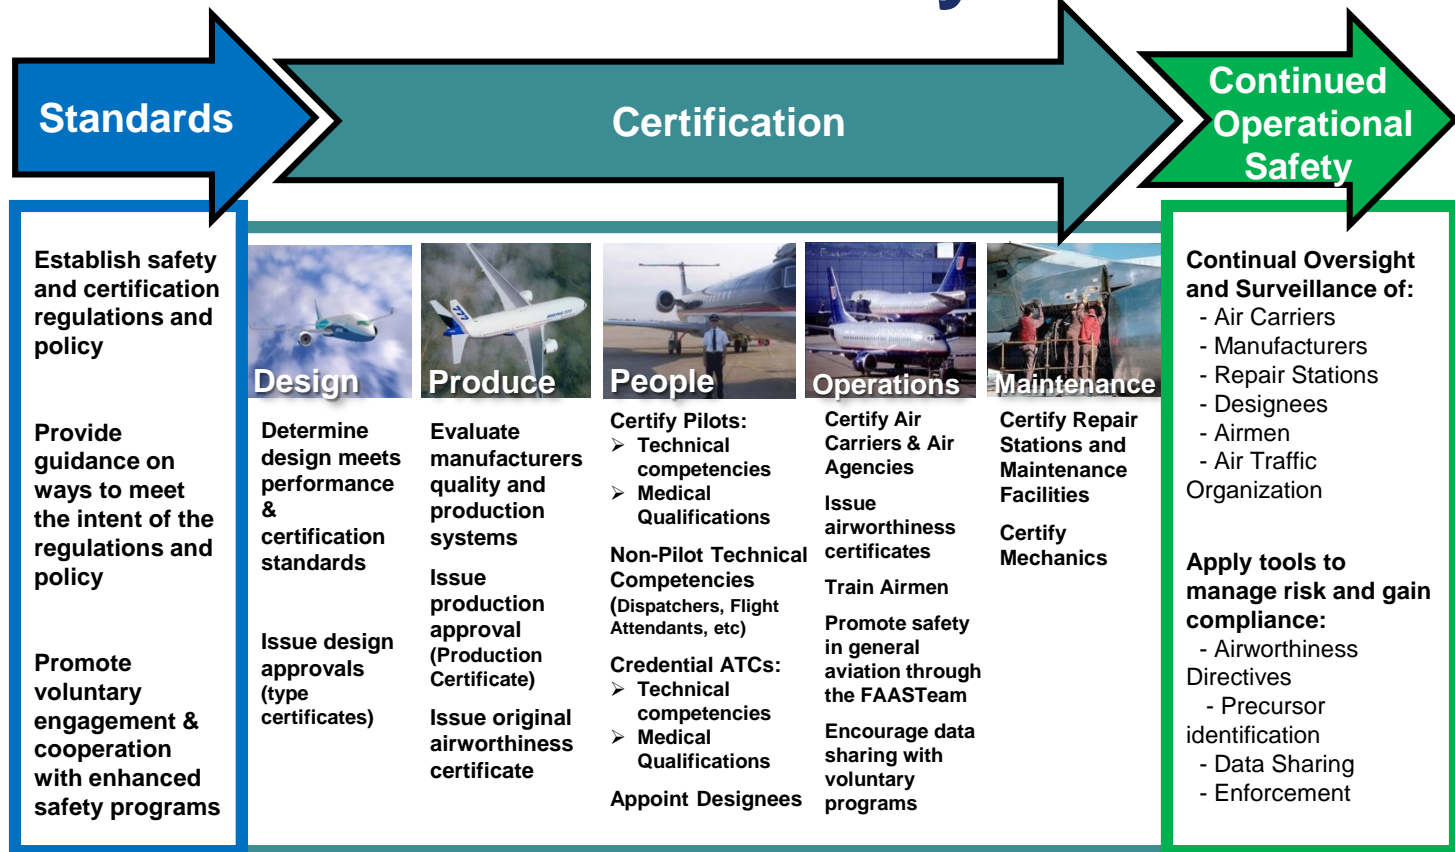 Standards
Certification
Continued
Operational
Safety
Establish safety
and certification
regulations and
policy
Provide
guidance on
ways to meet
the intent of the
regulations and
policy
Promote
voluntary
engagement &
cooperation
with enhanced
safety programs
Design
Determine
design meets
performance
&
certification
standards
Issue design
approvals
(type
certificates)
777
BOEING 777
Produce
Evaluate
manufacturers
quality and
production
systems
Issue
production
approval
(Production
Certificate)
Issue original
airworthiness
certificate
People
Certify Pilots:
➢ Technical
competencies
➢ Medical
Qualifications
Non-Pilot Technical
Competencies
(Dispatchers, Flight
Attendants, etc)
Credential ATCs:
➢ Technical
competencies
➢ Medical
Qualifications
Appoint Designees
Operations
Certify Air
Carriers & Air
Agencies
Issue
airworthiness
certificates
Train Airmen
Promote safety
in general
aviation through
the FAASTeam
Encourage data
sharing with
voluntary
programs
Maintenance
Certify Repair
Stations and
Maintenance
Facilities
Certify
Mechanics
Continual Oversight
and Surveillance of:
- Air Carriers
- Manufacturers
- Repair Stations
- Designees
- Airmen
- Air Traffic
Organization
Apply tools to
manage risk and gain
compliance:
- Airworthiness
Directives
- Precursor
identification
- Data Sharing
- Enforcement